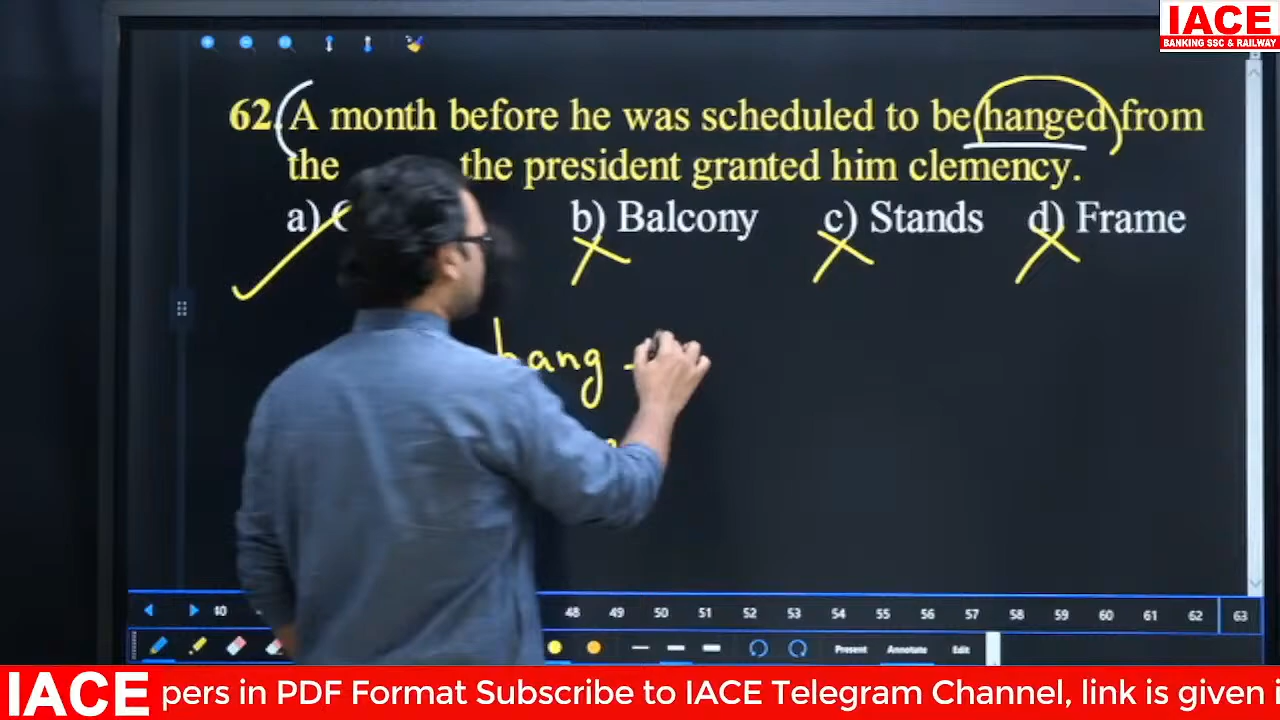 IACE
BANKING SSC & RAILWAY
62. A month before he was scheduled to be hanged from
the the president granted him clemency.
a) b) Balcony c) Stands d) Frame
hang
40 48 49 50 51 52 53 54 55 56 57 58 59 60 61 62 63
Present Annotate Edit
IACE pers in PDF Format Subscribe to IACE Telegram Channel, link is given i